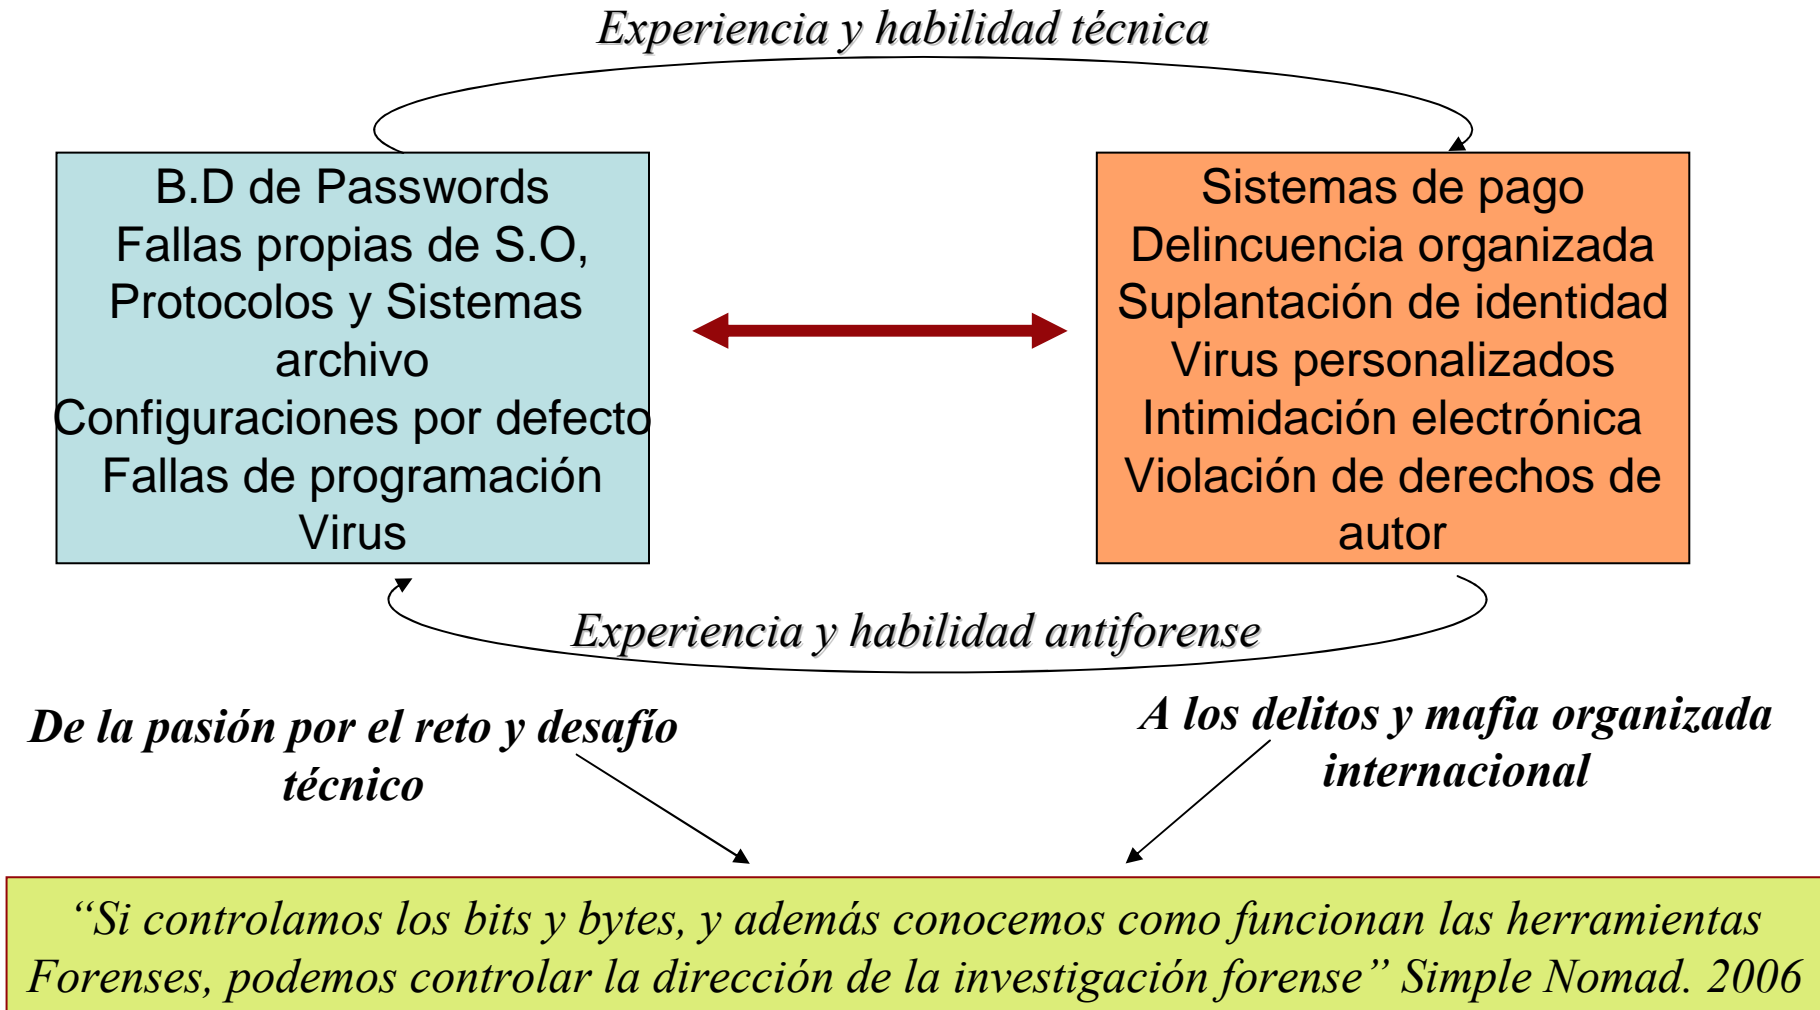 Experiencia y habilidad técnica
B.D de Passwords
Fallas propias de S.O,
Protocolos y Sistemas
archivo
Configuraciones por defecto
Fallas de programación
Virus
Sistemas de pago
Delincuencia organizada
Suplantación de identidad
Virus personalizados
Intimidación electrónica
Violación de derechos de
autor
Experiencia y habilidad antiforense
De la pasión por el reto y desafío
técnico
A los delitos y mafia organizada
internacional
“Si controlamos los bits y bytes, y además conocemos como funcionan las herramientas
Forenses, podemos controlar la dirección de la investigación forense” Simple Nomad. 2006